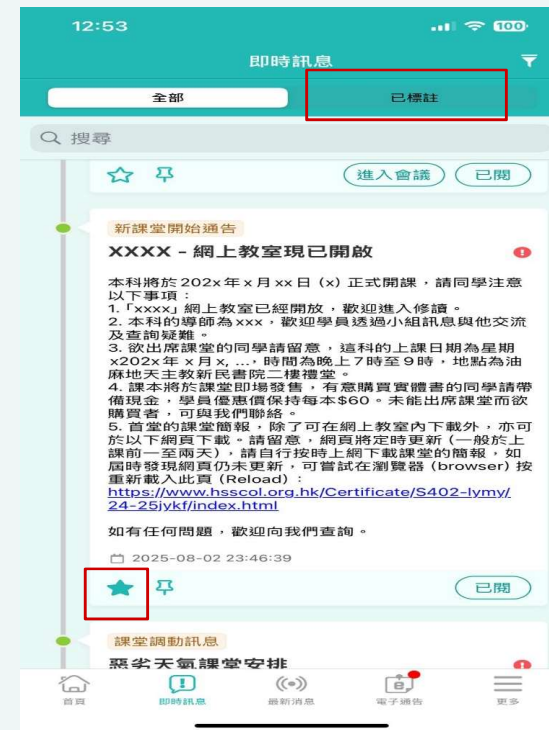 12:53
100
即時訊息
全部
已標註
搜尋
進入會議
已閱
新課堂開始通告
XXXX - 網上教室現已開啟
本科將於 202x 年 x 月 xx 日 (x) 正式開課，請同學注意
以下事項：
1.「xxxx」網上教室已經開放，歡迎進入修讀。
2. 本科的導師為 xxx，歡迎學員透過小組訊息與他交流
及查詢疑難。
3. 欲出席課堂的同學請留意，這科的上課日期為星期
x202x 年 x 月 x, ...，時間為晚上 7 時至 9 時，地點為油
麻地天主教新民書院二樓禮堂。
4. 課本將於課堂即場發售，有意購買實體書的同學請帶
備現金，學員優惠價保持每本$60。未能出席課堂而欲
購買者，可與我們聯絡。
5. 首堂的課堂簡報，除了可在網上教室內下載外，亦可
於以下網頁下載。請留意，網頁將定時更新 (一般於上
課前一至兩天)，請自行按時上網下載課堂的簡報，如
屆時發現網頁仍未更新，可嘗試在瀏覽器 (browser) 按
重新載入此頁 (Reload)：
https://www.hsscol.org.hk/Certificate/S402-lymy/
24-25jykf/index.html
如有任何問題，歡迎向我們查詢。
2025-08-02 23:46:39
已閱
課堂調動訊息
惡劣天氣課堂安排
首頁
即時訊息
最新消息
電子通告
更多